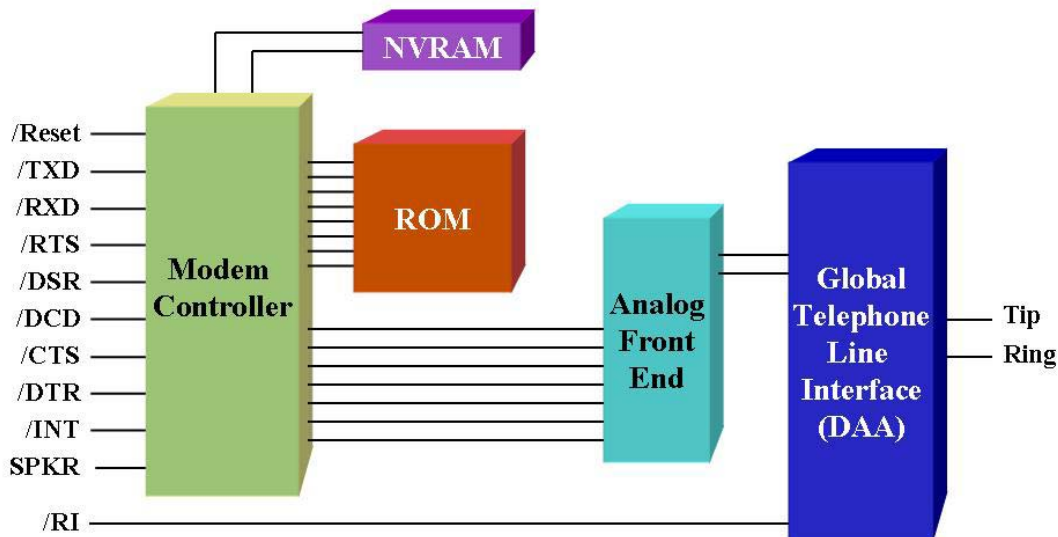 NVRAM
/Reset
/TXD
/RXD
/RTS
/DSR
/DCD
/CTS
/DTR
/INT
SPKR
/RI
Modem
Controller
ROM
Analog
Front
End
Global
Telephone
Line
Interface
(DAA)
Tip
Ring